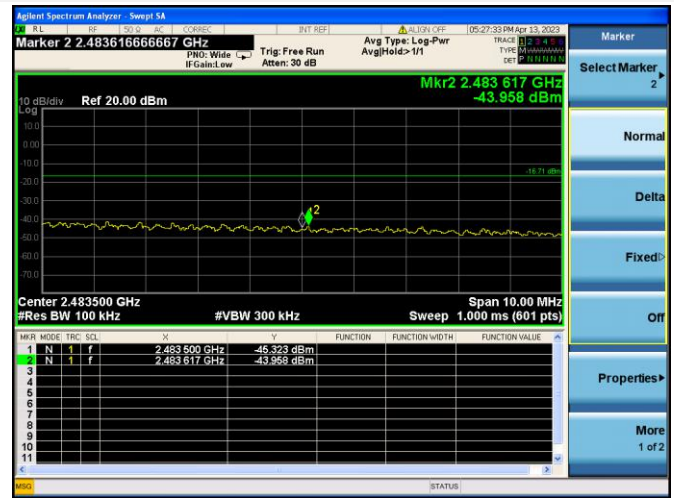 Agilent Spectrum Analyzer - Swept SA
RL RF 50 Ω AC CORREC INT REF ALIGN OFF 05:27:33 PM Apr 13, 2023
Marker 2 2.483616666667 GHz
PNO: Wide
IFGain:Low
Trig: Free Run
Atten: 30 dB
Avg Type: Log-Pwr
Avg|Hold>1/1
TRACE 1 2 3 4 5 6
TYPE M
DET P N N N N N
Mkr2 2.483 617 GHz
-43.958 dBm
10 dB/div Ref 20.00 dBm
Log
10.0
0.00
-10.0
-16.71 dBm
-20.0
-30.0
2
-40.0
-50.0
-60.0
-70.0
Center 2.483500 GHz Span 10.00 MHz
#Res BW 100 kHz #VBW 300 kHz Sweep 1.000 ms (601 pts)
MKR MODE TRC SCL X Y FUNCTION FUNCTION WIDTH FUNCTION VALUE
1 N 1 f 2.483 500 GHz -45.323 dBm
2 N 1 f 2.483 617 GHz -43.958 dBm
3
4
5
6
7
8
9
10
11
MSG STATUS
Marker
Select Marker
2
Normal
Delta
Fixed
Off
Properties
More
1 of 2